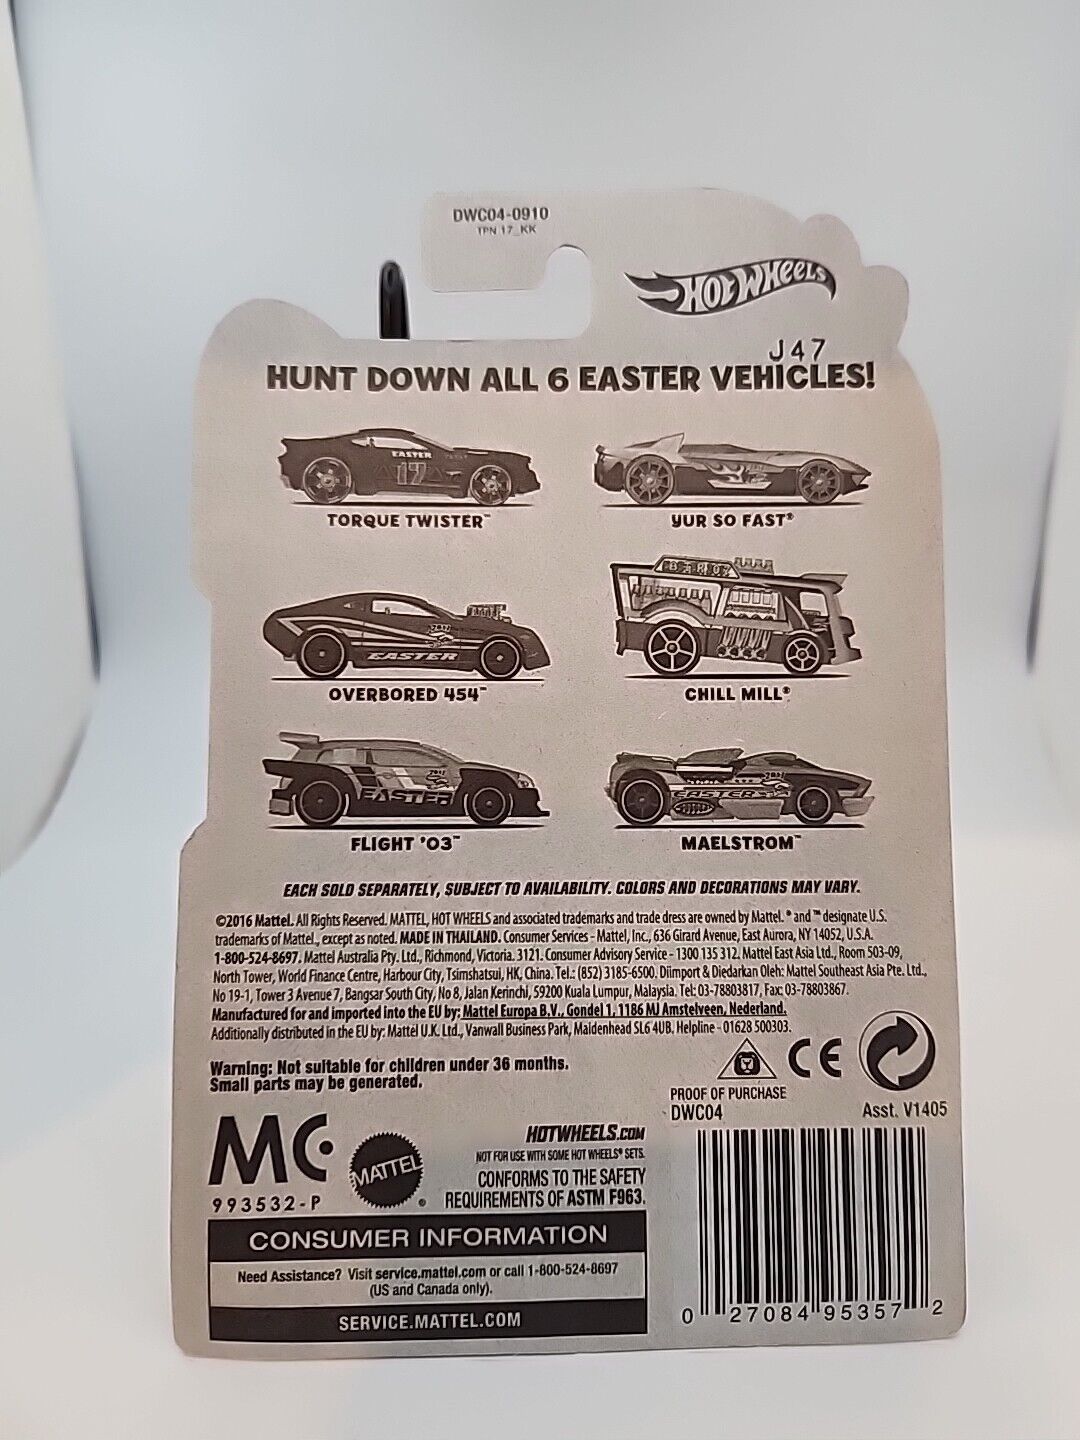 DWC04-0910
TPN 17_KK
HOT WHEELS
J47
HUNT DOWN ALL 6 EASTER VEHICLES!
EASTER
17
TORQUE TWISTER™
YUR SO FAST®
EASTER
OVERBORED 454™
CHILL MILL®
EASTER
FLIGHT '03™
EASTER
MAELSTROM™
EACH SOLD SEPARATELY, SUBJECT TO AVAILABILITY. COLORS AND DECORATIONS MAY VARY.
©2016 Mattel. All Rights Reserved. MATTEL, HOT WHEELS and associated trademarks and trade dress are owned by Mattel. ® and ™ designate U.S.
trademarks of Mattel, except as noted. MADE IN THAILAND. Consumer Services - Mattel, Inc., 636 Girard Avenue, East Aurora, NY 14052, U.S.A.
1-800-524-8697. Mattel Australia Pty. Ltd., Richmond, Victoria. 3121. Consumer Advisory Service - 1300 135 312. Mattel East Asia Ltd., Room 503-09,
North Tower, World Finance Centre, Harbour City, Tsimshatsui, HK, China. Tel.: (852) 3185-6500. Diimport & Diedarkan Oleh: Mattel Southeast Asia Pte. Ltd.,
No 19-1, Tower 3 Avenue 7, Bangsar South City, No 8, Jalan Kerinchi, 59200 Kuala Lumpur, Malaysia. Tel: 03-78803817, Fax: 03-78803867.
Manufactured for and imported into the EU by: Mattel Europa B.V., Gondel 1, 1186 MJ Amstelveen, Nederland.
Additionally distributed in the EU by: Mattel U.K. Ltd., Vanwall Business Park, Maidenhead SL6 4UB, Helpline - 01628 500303.
Warning: Not suitable for children under 36 months.
Small parts may be generated.
CE
PROOF OF PURCHASE
DWC04
Asst. V1405
MC
993532-P
MATTEL®
HOTWHEELS.COM
NOT FOR USE WITH SOME HOT WHEELS® SETS.
CONFORMS TO THE SAFETY
REQUIREMENTS OF ASTM F963.
CONSUMER INFORMATION
Need Assistance? Visit service.mattel.com or call 1-800-524-8697
(US and Canada only).
SERVICE.MATTEL.COM
0 27084 95357 2